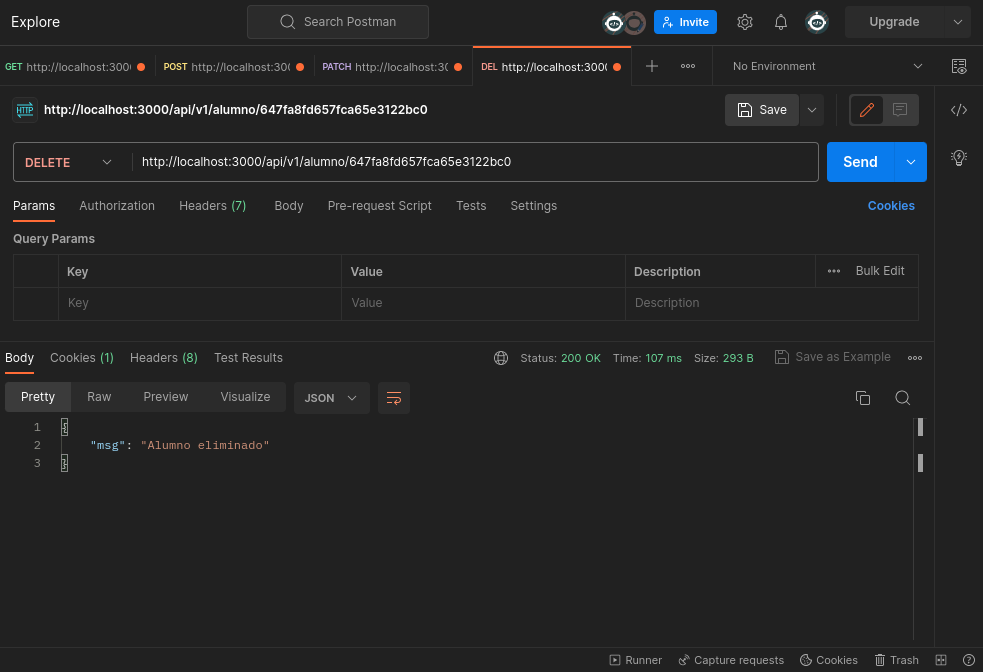 Explore
Search Postman
Invite
Upgrade
GET http://localhost:300
POST http://localhost:300
PATCH http://localhost:30
DEL http://localhost:3000
No Environment
HTTP
http://localhost:3000/api/v1/alumno/647fa8fd657fca65e3122bc0
Save
DELETE
http://localhost:3000/api/v1/alumno/647fa8fd657fca65e3122bc0
Send
Params Authorization Headers (7) Body Pre-request Script Tests Settings Cookies
Query Params
Key Value Description Bulk Edit
Key Value Description
Body Cookies (1) Headers (8) Test Results Status: 200 OK Time: 107 ms Size: 293 B Save as Example
Pretty Raw Preview Visualize JSON
1 {
2 "msg": "Alumno eliminado"
3 }
Runner Capture requests Cookies Trash